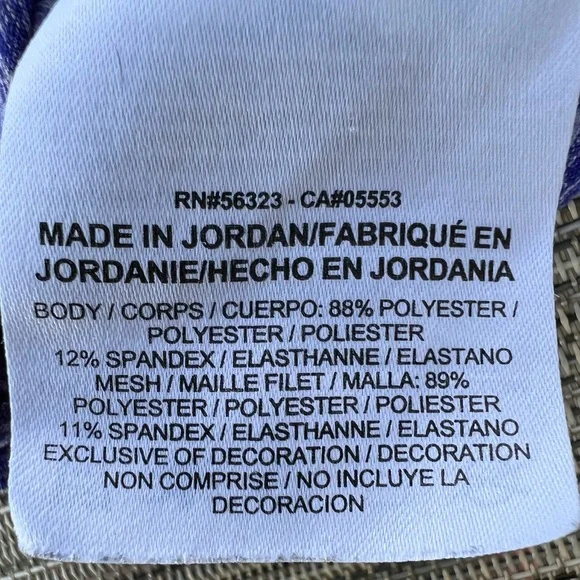 RN#56323 - CA#05553
MADE IN JORDAN/FABRIQUÉ EN
JORDANIE/HECHO EN JORDANIA
BODY / CORPS / CUERPO: 88% POLYESTER /
POLYESTER / POLIESTER
12% SPANDEX / ELASTHANNE / ELASTANO
MESH / MAILLE FILET / MALLA: 89%
POLYESTER / POLYESTER / POLIESTER
11% SPANDEX / ELASTHANNE / ELASTANO
EXCLUSIVE OF DECORATION / DECORATION
NON COMPRISE / NO INCLUYE LA
DECORACION